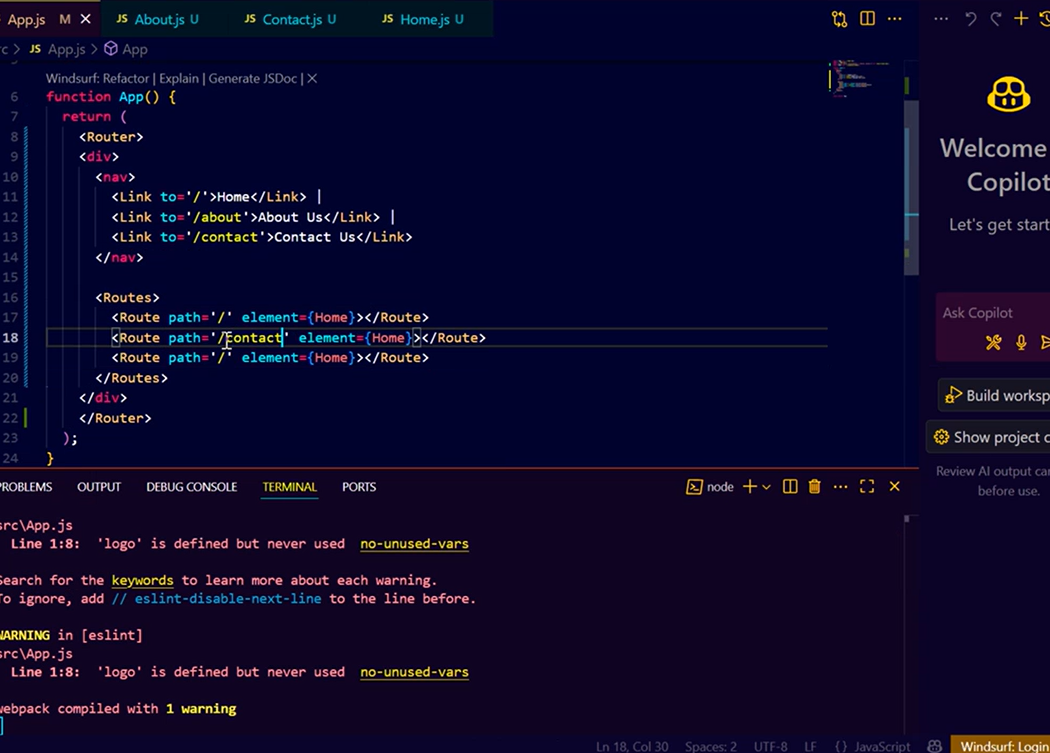 App.js M
JS About.js U
JS Contact.js U
JS Home.js U
rc > JS App.js > App
Windsurf: Refactor | Explain | Generate JSDoc | X
6 function App() {
7 return (
8 <Router>
9 <div>
10 <nav>
11 <Link to='/'>Home</Link> |
12 <Link to='/about'>About Us</Link> |
13 <Link to='/contact'>Contact Us</Link>
14 </nav>
15
16 <Routes>
17 <Route path='/' element={Home}></Route>
18 <Route path='/contact' element={Home}></Route>
19 <Route path='/' element={Home}></Route>
20 </Routes>
21 </div>
22 </Router>
23 );
24 }
Welcome
Copilot
Let's get start
Ask Copilot
Build worksp
Show project c
Review AI output can
before use.
PROBLEMS OUTPUT DEBUG CONSOLE TERMINAL PORTS
node
src\App.js
Line 1:8: 'logo' is defined but never used no-unused-vars
Search for the keywords to learn more about each warning.
To ignore, add // eslint-disable-next-line to the line before.
WARNING in [eslint]
src\App.js
Line 1:8: 'logo' is defined but never used no-unused-vars
webpack compiled with 1 warning
Ln 18, Col 30 Spaces: 2 UTF-8 LF {} JavaScript
Windsurf: Login